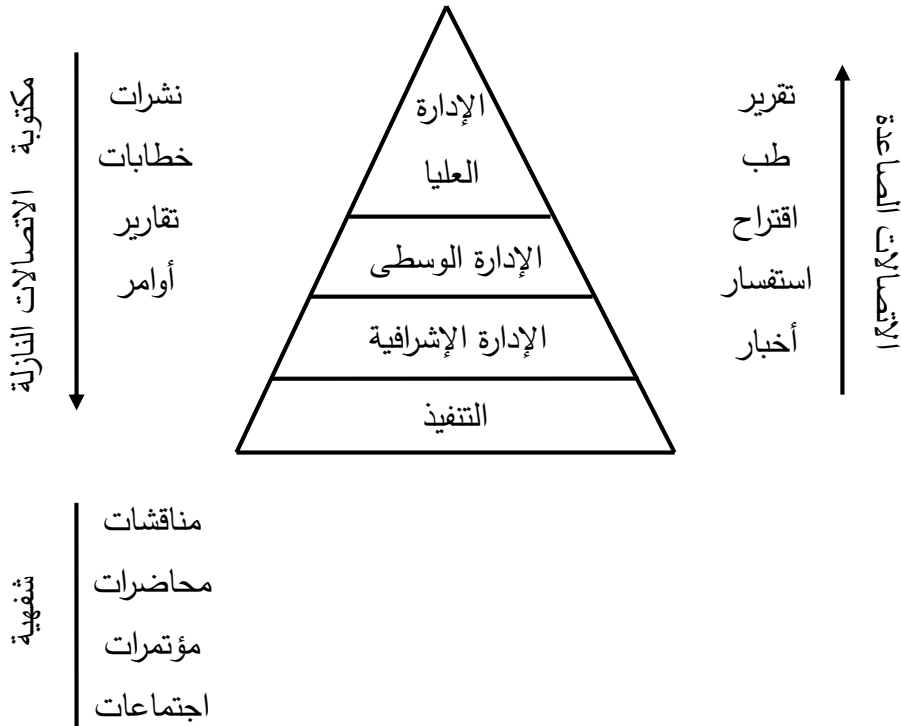 الاتصالات الصاعدة
تقرير
طب
اقتراح
استفسار
أخبار
الإدارة
العليا
الإدارة الوسطى
الإدارة الإشرافية
التنفيذ
نشرات
خطابات
تقارير
أوامر
مكتوبة الاتصالات النازلة
مناقشات
محاضرات
مؤتمرات
اجتماعات
شفهية